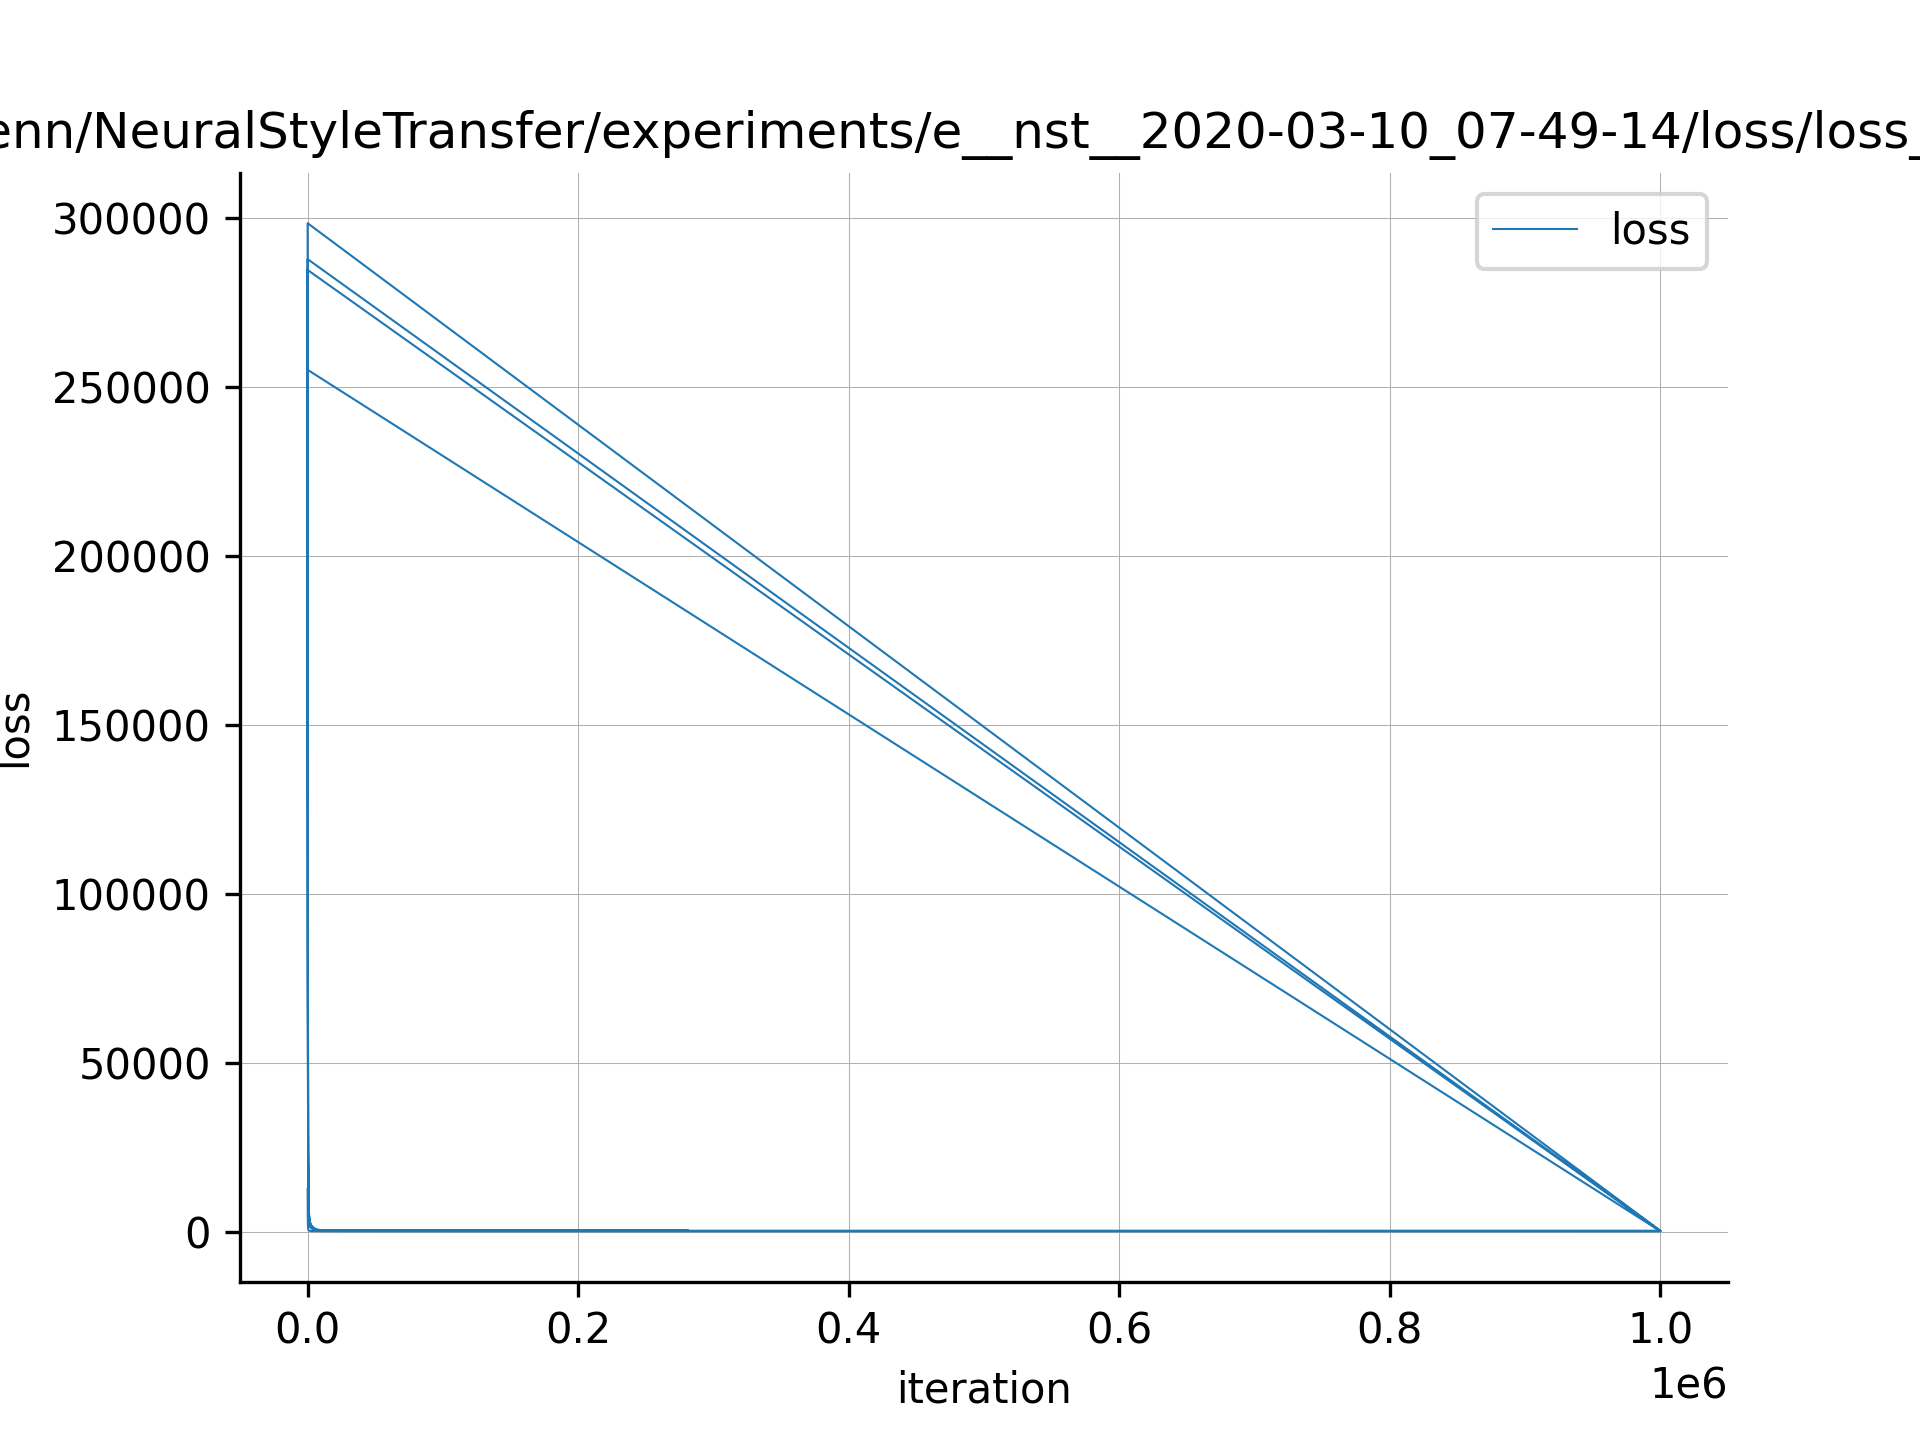 enn/NeuralStyleTransfer/experiments/e__nst__2020-03-10_07-49-14/loss/loss_
loss
300000
250000
200000
150000
100000
50000
0
loss
0.0 0.2 0.4 0.6 0.8 1.0
1e6
iteration